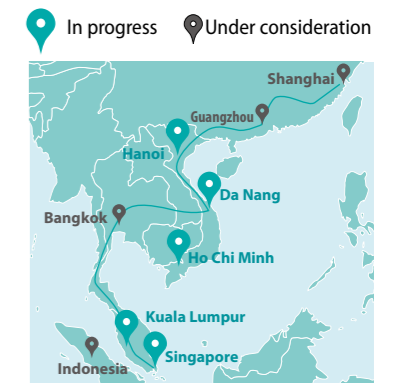 In progress
Under consideration
Shanghai
Guangzhou
Hanoi
Da Nang
Bangkok
Ho Chi Minh
Kuala Lumpur
Singapore
Indonesia